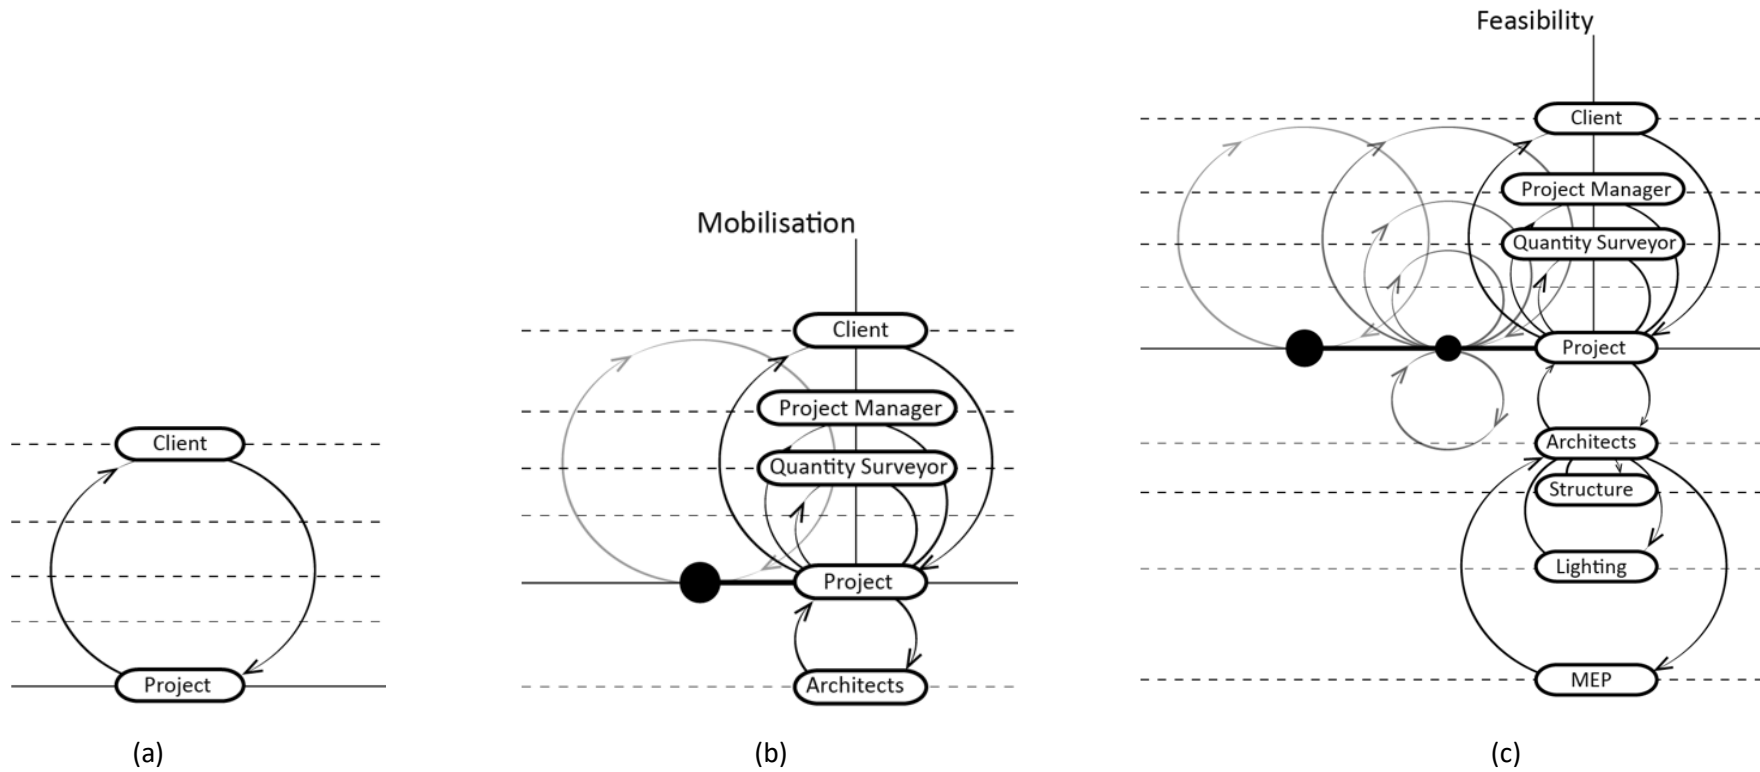 Client
Project
(a)
Mobilisation
Client
Project Manager
Quantity Surveyor
Project
Architects
(b)
Feasibility
Client
Project Manager
Quantity Surveyor
Project
Architects
Structure
Lighting
MEP
(c)